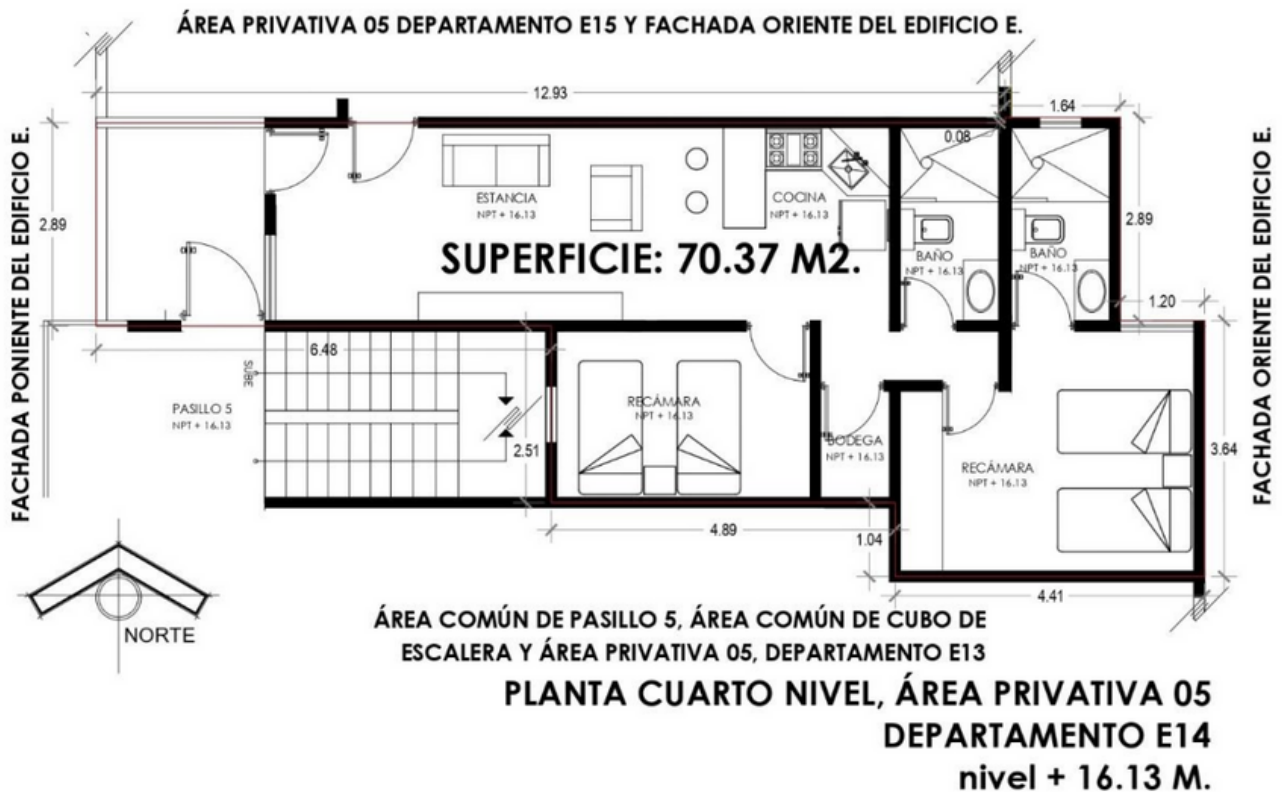 ÁREA PRIVATIVA 05 DEPARTAMENTO E15 Y FACHADA ORIENTE DEL EDIFICIO E.
12.93
1.64
0.08
FACHADA PONIENTE DEL EDIFICIO E.
2.89
ESTANCIA
NPT + 16.13
COCINA
NPT + 16.13
SUPERFICIE: 70.37 M2.
BAÑO
NPT + 16.13
BAÑO
NPT + 16.13
2.89
1.20
FACHADA ORIENTE DEL EDIFICIO E.
6.48
SUBE
PASILLO 5
NPT + 16.13
2.51
RECÁMARA
NPT + 16.13
BODEGA
NPT + 16.13
RECÁMARA
NPT + 16.13
3.64
4.89
1.04
4.41
NORTE
ÁREA COMÚN DE PASILLO 5, ÁREA COMÚN DE CUBO DE
ESCALERA Y ÁREA PRIVATIVA 05, DEPARTAMENTO E13
PLANTA CUARTO NIVEL, ÁREA PRIVATIVA 05
DEPARTAMENTO E14
nivel + 16.13 M.